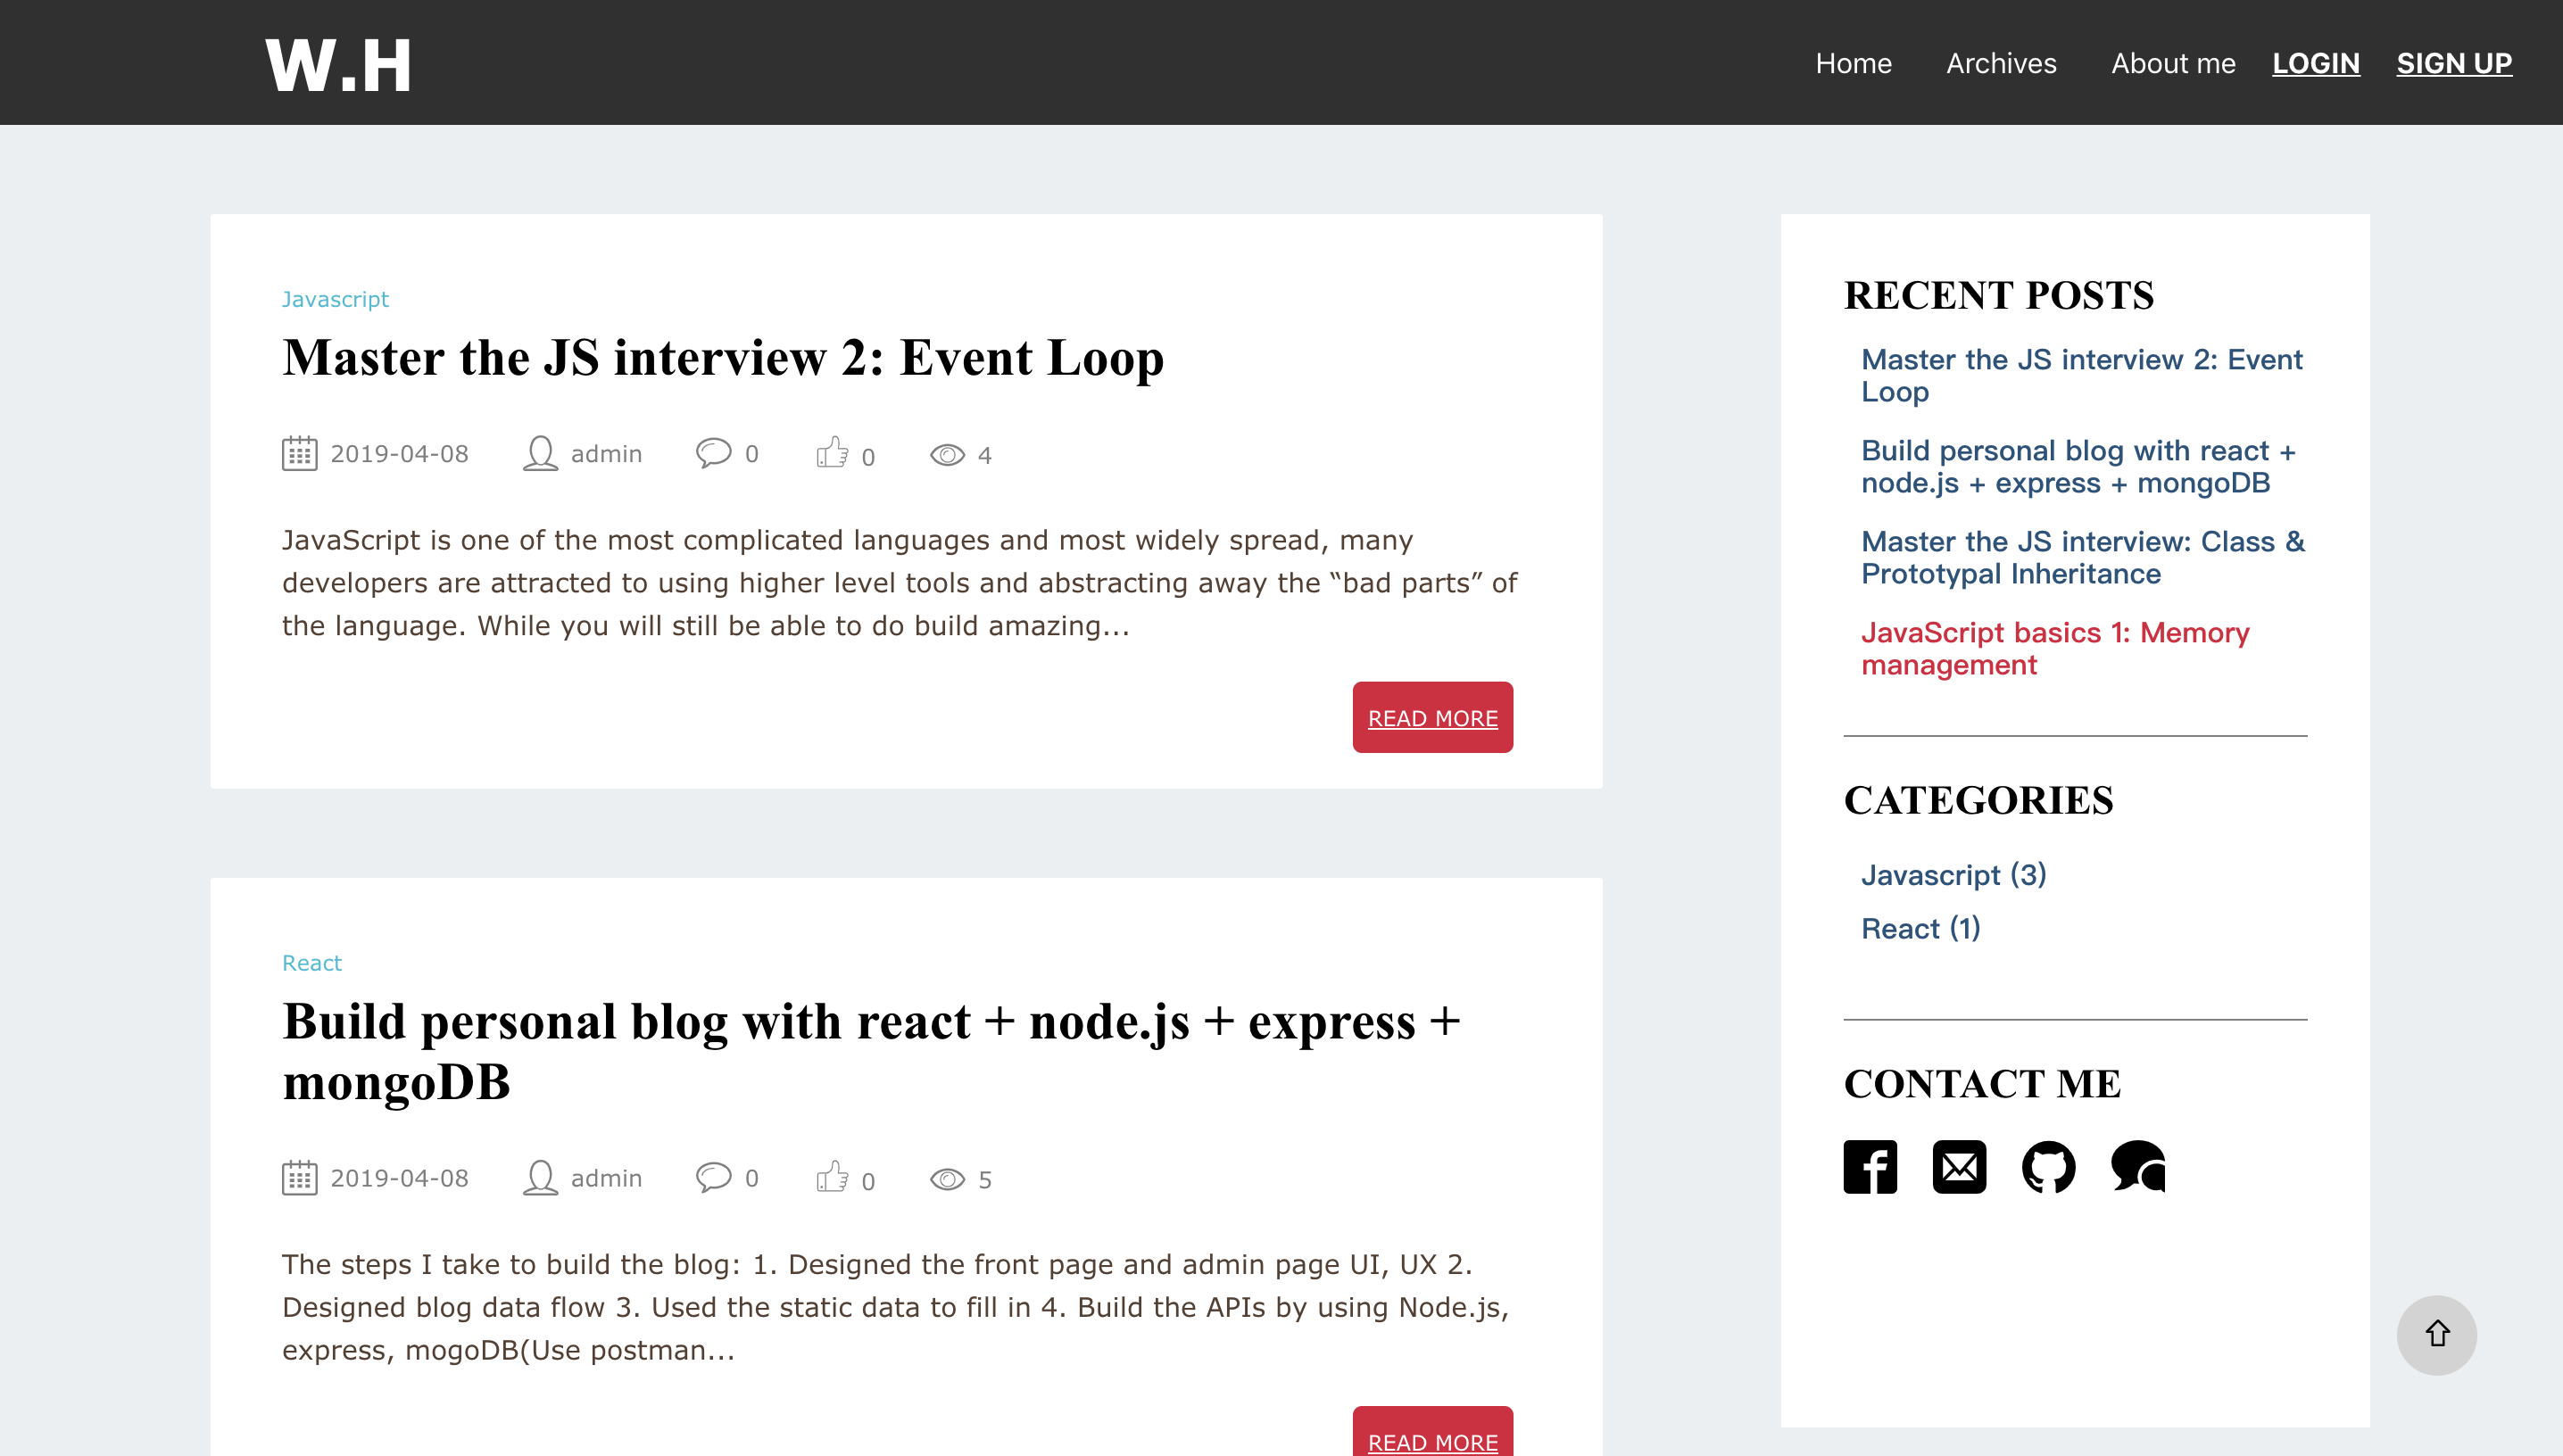 W.H
Home Archives About me LOGIN SIGN UP
Javascript
Master the JS interview 2: Event Loop
2019-04-08 admin 0 0 4
JavaScript is one of the most complicated languages and most widely spread, many
developers are attracted to using higher level tools and abstracting away the “bad parts” of
the language. While you will still be able to do build amazing...
READ MORE
React
Build personal blog with react + node.js + express +
mongoDB
2019-04-08 admin 0 0 5
The steps I take to build the blog: 1. Designed the front page and admin page UI, UX 2.
Designed blog data flow 3. Used the static data to fill in 4. Build the APIs by using Node.js,
express, mogoDB(Use postman...
READ MORE
RECENT POSTS
Master the JS interview 2: Event
Loop
Build personal blog with react +
node.js + express + mongoDB
Master the JS interview: Class &
Prototypal Inheritance
JavaScript basics 1: Memory
management
CATEGORIES
Javascript (3)
React (1)
CONTACT ME